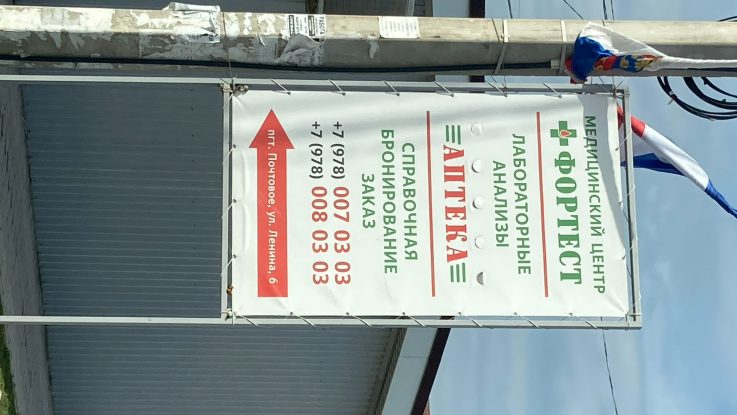 МЕДИЦИНСКИЙ ЦЕНТР
ФОРТЕСТ
ЛАБОРАТОРНЫЕ
АНАЛИЗЫ
АПТЕКА
СПРАВОЧНАЯ
БРОНИРОВАНИЕ
ЗАКАЗ
+7 (978) 007 03 03
+7 (978) 008 03 03
пгт. Почтовое, ул. Ленина, 6